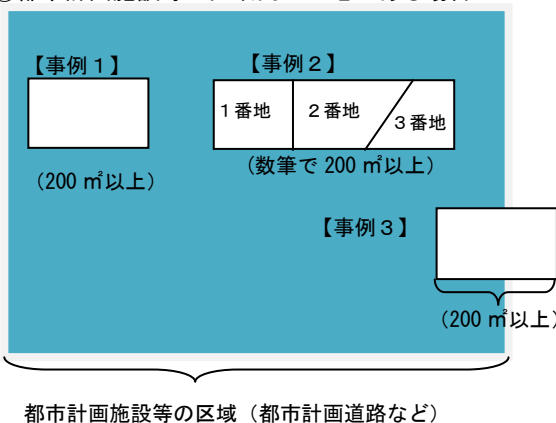 【事例１】
【事例２】
１番地
２番地
３番地
(200 ㎡以上)
(数筆で 200 ㎡以上)
【事例３】
(200 ㎡以上)
都市計画施設等の区域（都市計画道路など）